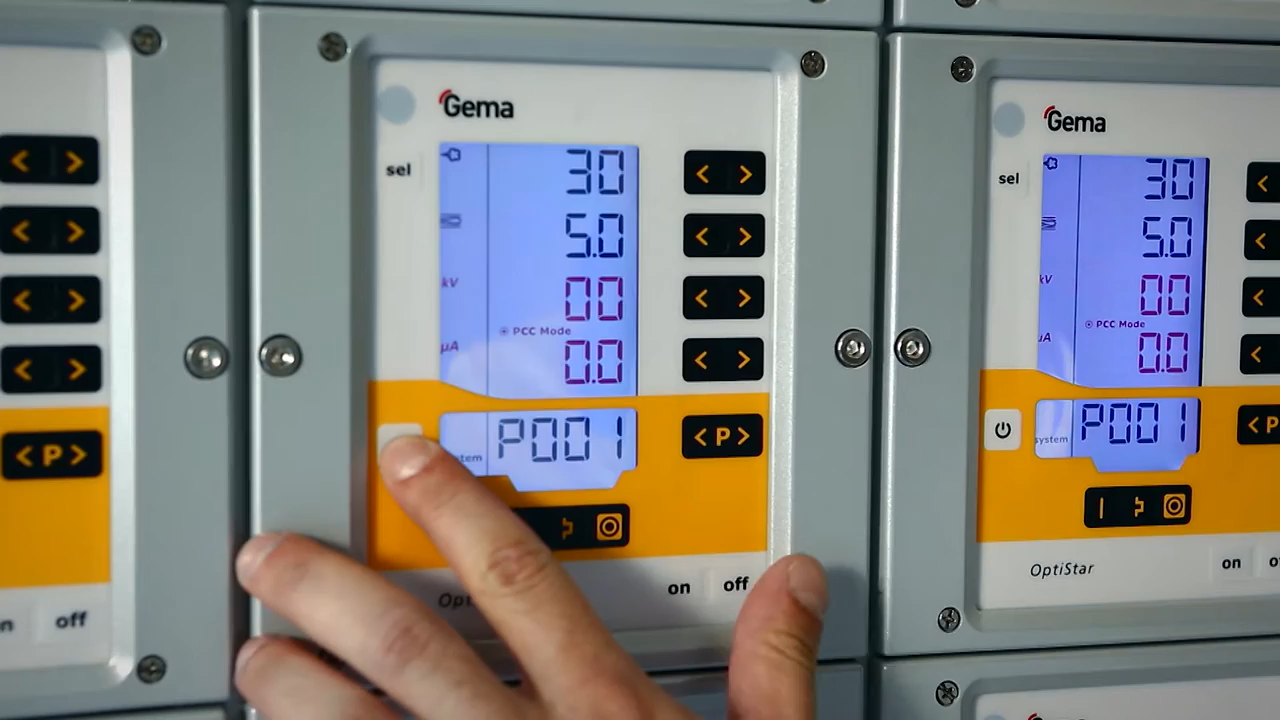 < >
< >
< >
< >
< P >
off
Gema
sel
30
5.0
kV
00
PCC Mode
µA
0.0
P001
< >
< >
< >
< >
< P >
on off
Gema
sel
30
5.0
kV
00
PCC Mode
µA
0.0
system
P001
<
<
<
<
< P
OptiStar
on
Gema